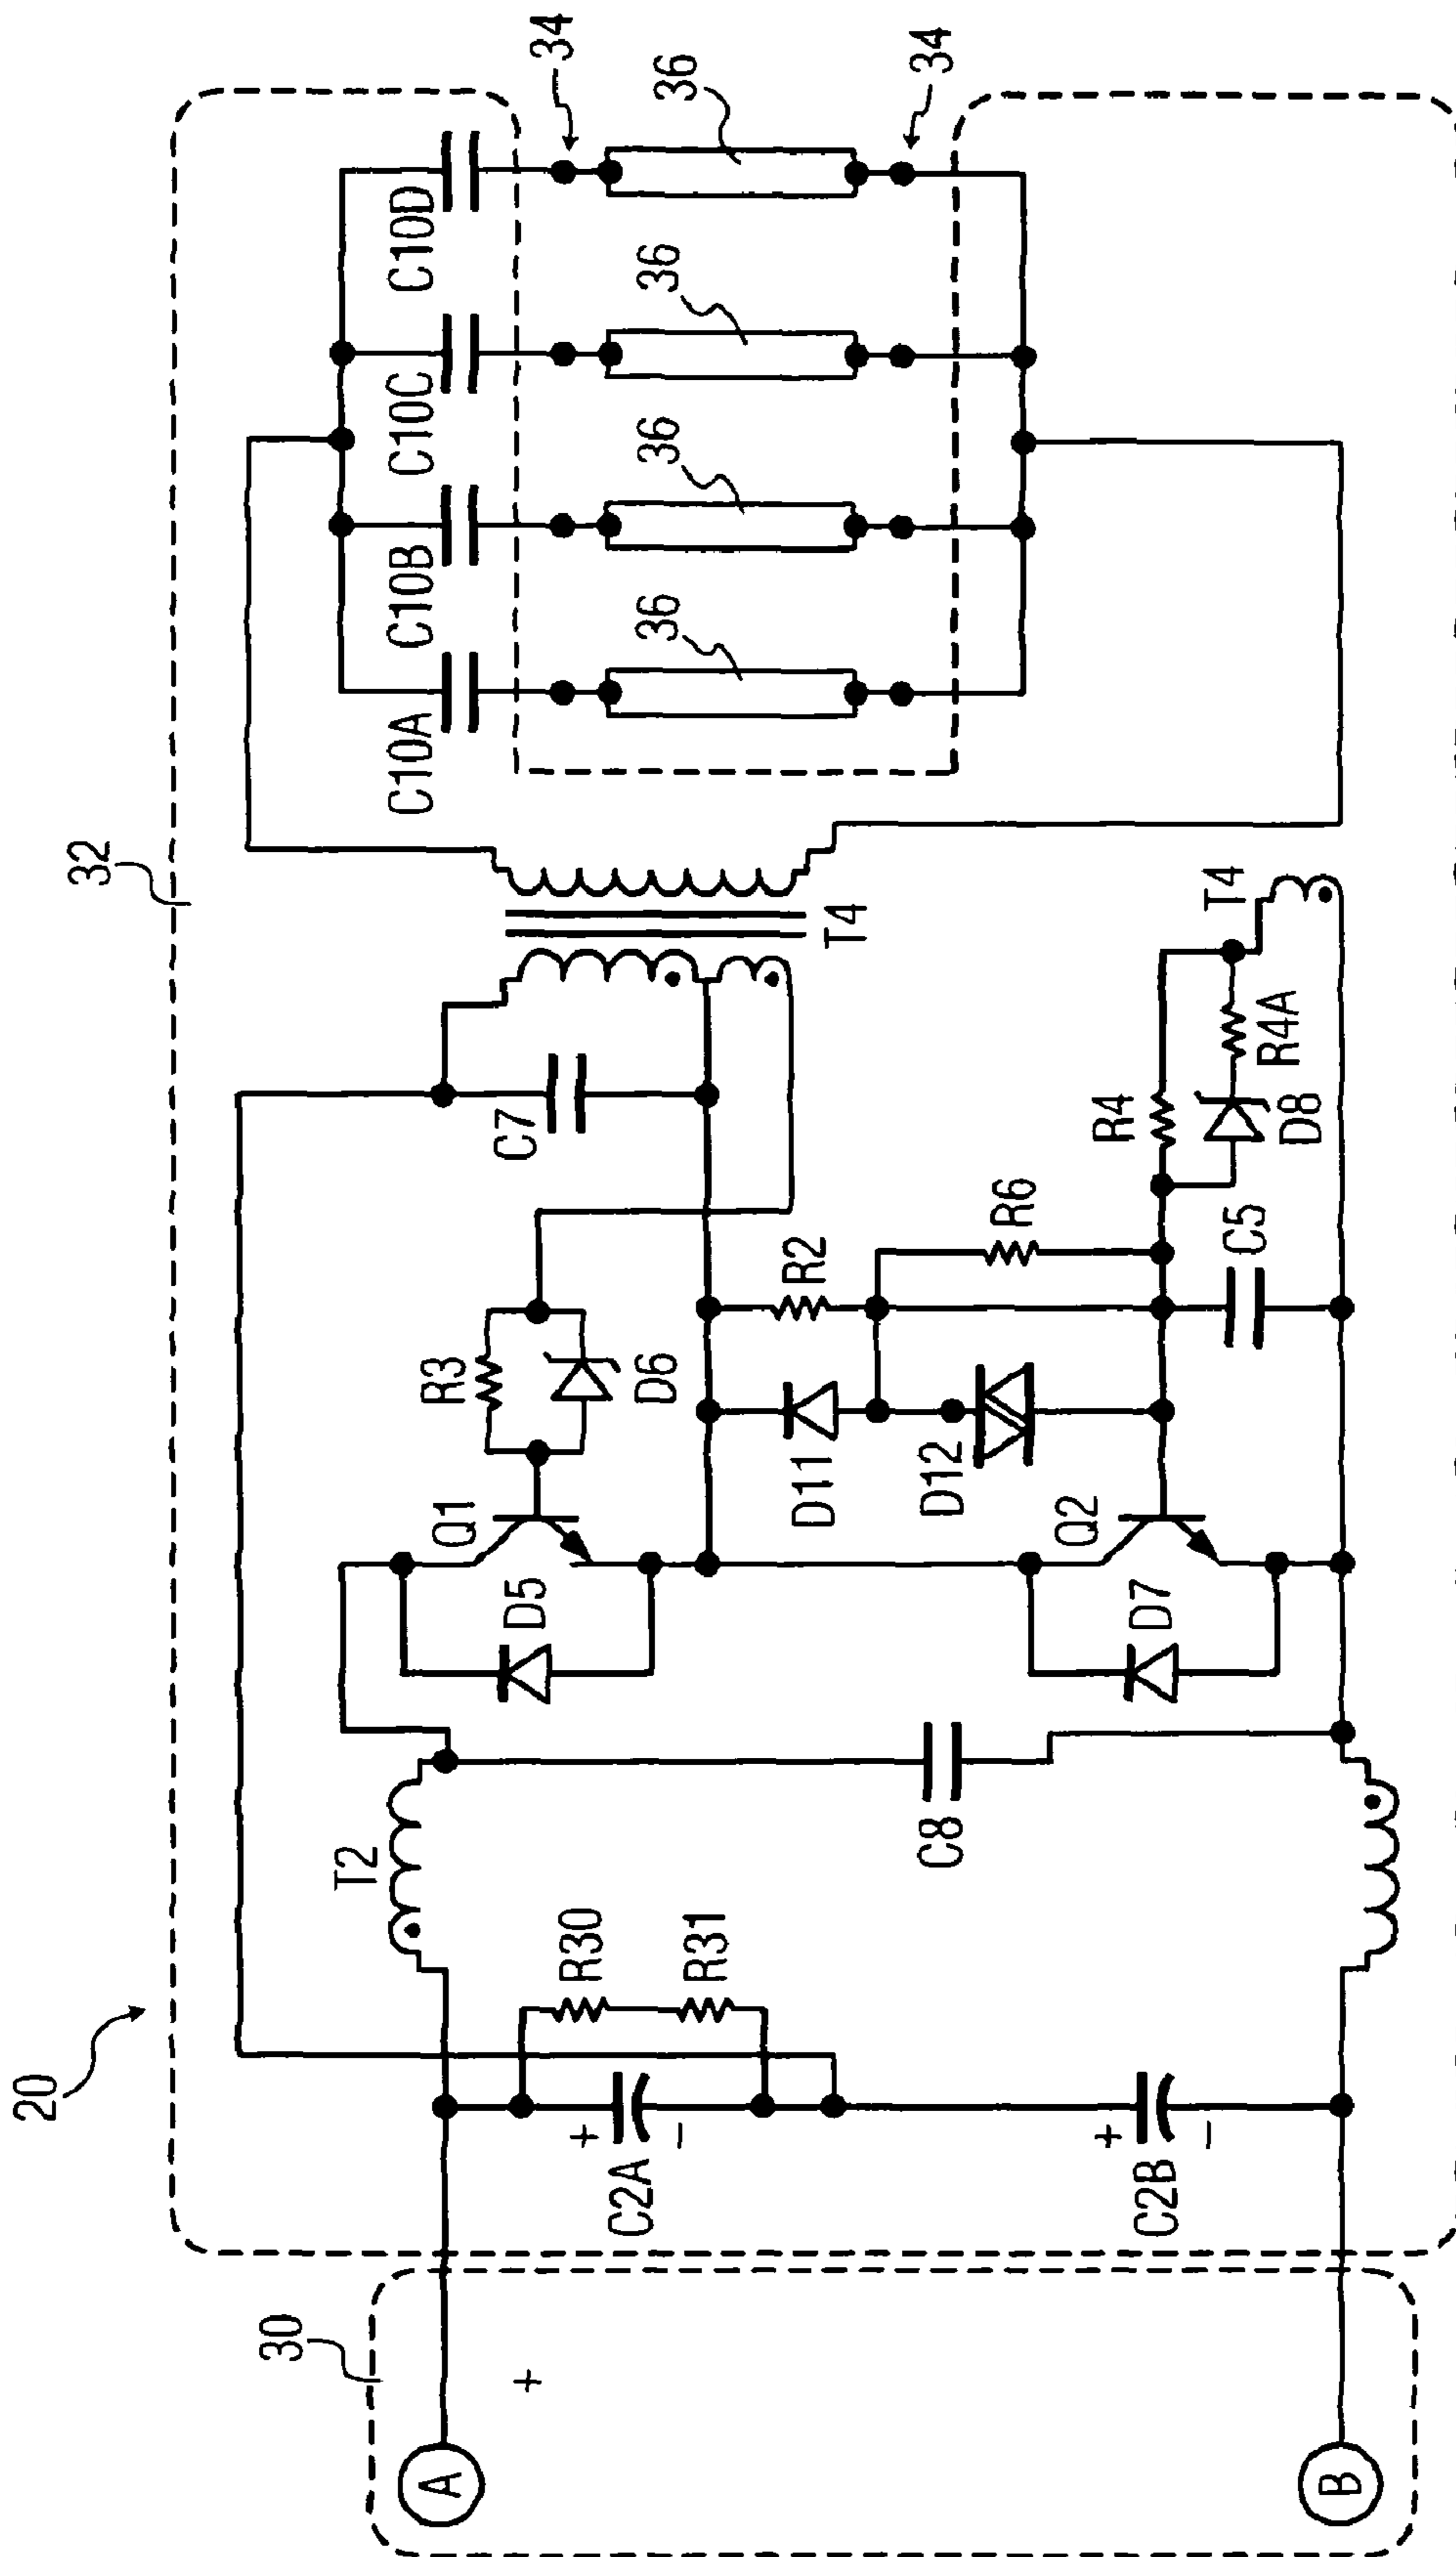 20
32
30
A
+
B
T2
R30
R31
+
C2A
−
+
C2B
−
C8
Q1
D5
R3
D6
C7
T4
D11
R2
D12
R6
Q2
D7
C5
R4
D8
R4A
T4
C10A
C10B
C10C
C10D
34
36
36
36
36
34